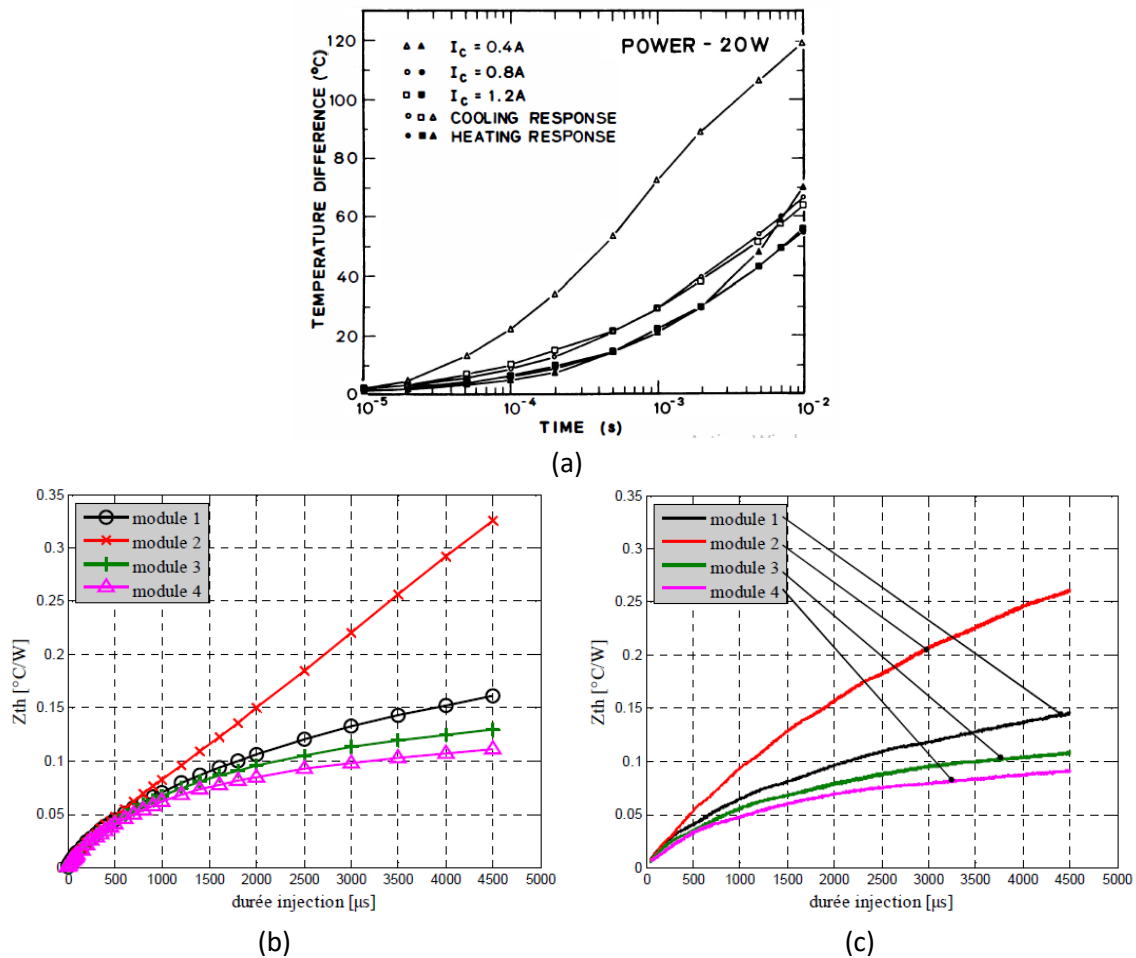 120
100
80
60
40
20
0
TEMPERATURE DIFFERENCE (°C)
I_C = 0.4A
I_C = 0.8A
I_C = 1.2A
COOLING RESPONSE
HEATING RESPONSE
POWER - 20W
10⁻⁵
10⁻⁴
10⁻³
10⁻²
TIME (s)
(a)
0.35
0.3
0.25
0.2
0.15
0.1
0.05
0
Zth [°C/W]
module 1
module 2
module 3
module 4
0 500 1000 1500 2000 2500 3000 3500 4000 4500 5000
durée injection [µs]
(b)
0.35
0.3
0.25
0.2
0.15
0.1
0.05
0
Zth [°C/W]
module 1
module 2
module 3
module 4
0 500 1000 1500 2000 2500 3000 3500 4000 4500 5000
durée injection [µs]
(c)